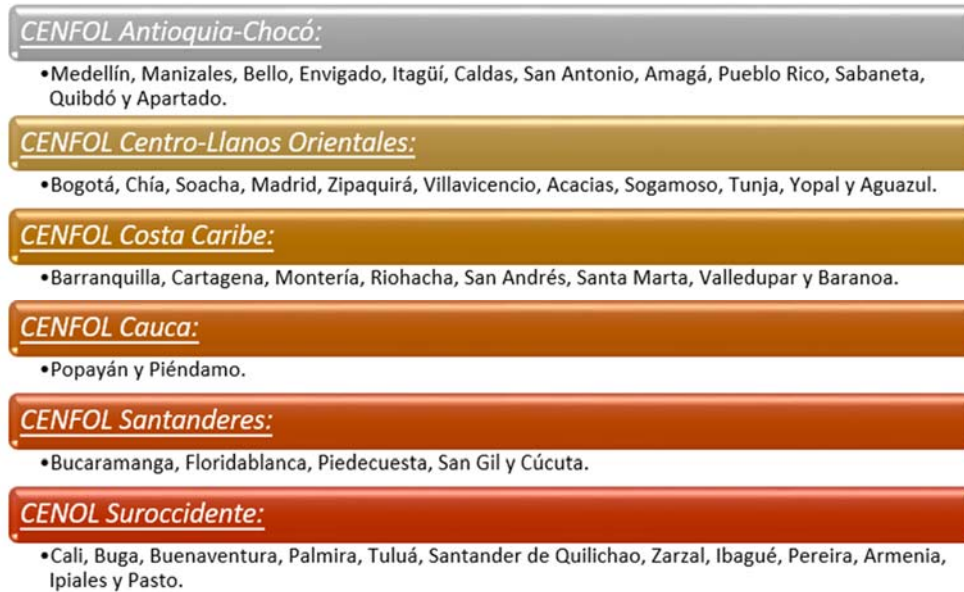 CENFOL Antioquia-Chocó:
•Medellín, Manizales, Bello, Envigado, Itagüí, Caldas, San Antonio, Amagá, Pueblo Rico, Sabaneta,
Quibdó y Apartado.
CENFOL Centro-Llanos Orientales:
•Bogotá, Chía, Soacha, Madrid, Zipaquirá, Villavicencio, Acacias, Sogamoso, Tunja, Yopal y Aguazul.
CENFOL Costa Caribe:
•Barranquilla, Cartagena, Montería, Riohacha, San Andrés, Santa Marta, Valledupar y Baranoa.
CENFOL Cauca:
•Popayán y Piéndamo.
CENFOL Santanderes:
•Bucaramanga, Floridablanca, Piedecuesta, San Gil y Cúcuta.
CENOL Suroccidente:
•Cali, Buga, Buenaventura, Palmira, Tuluá, Santander de Quilichao, Zarzal, Ibagué, Pereira, Armenia,
Ipiales y Pasto.